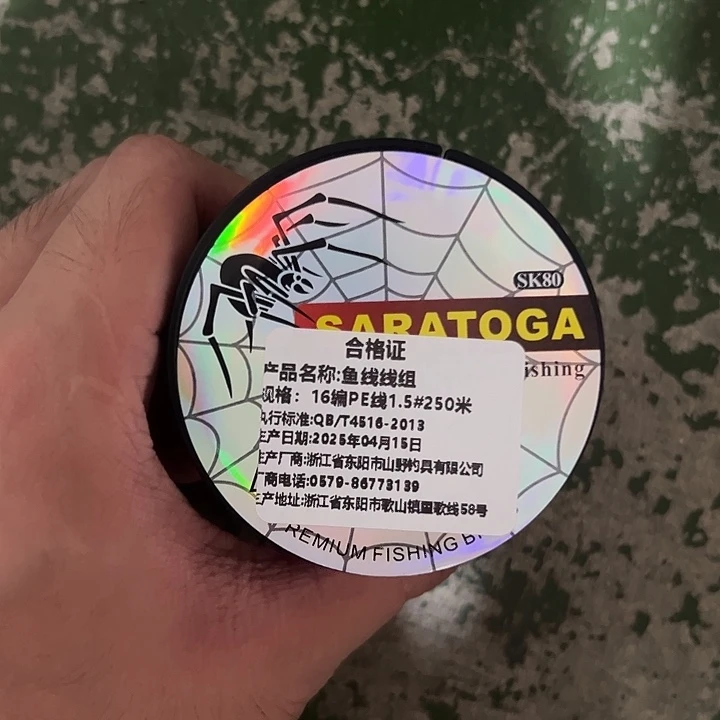 SK80
SARATOGA
ishing
合格证
产品名称:鱼线线组
规格：16编PE线1.5#250米
执行标准:QB/T4516-2013
生产日期:2025年04月15日
生产厂商:浙江省东阳市山野钓具有限公司
厂商电话:0579-86773139
生产地址:浙江省东阳市歌山镇圕歌线58号
REMIUM FISHING B